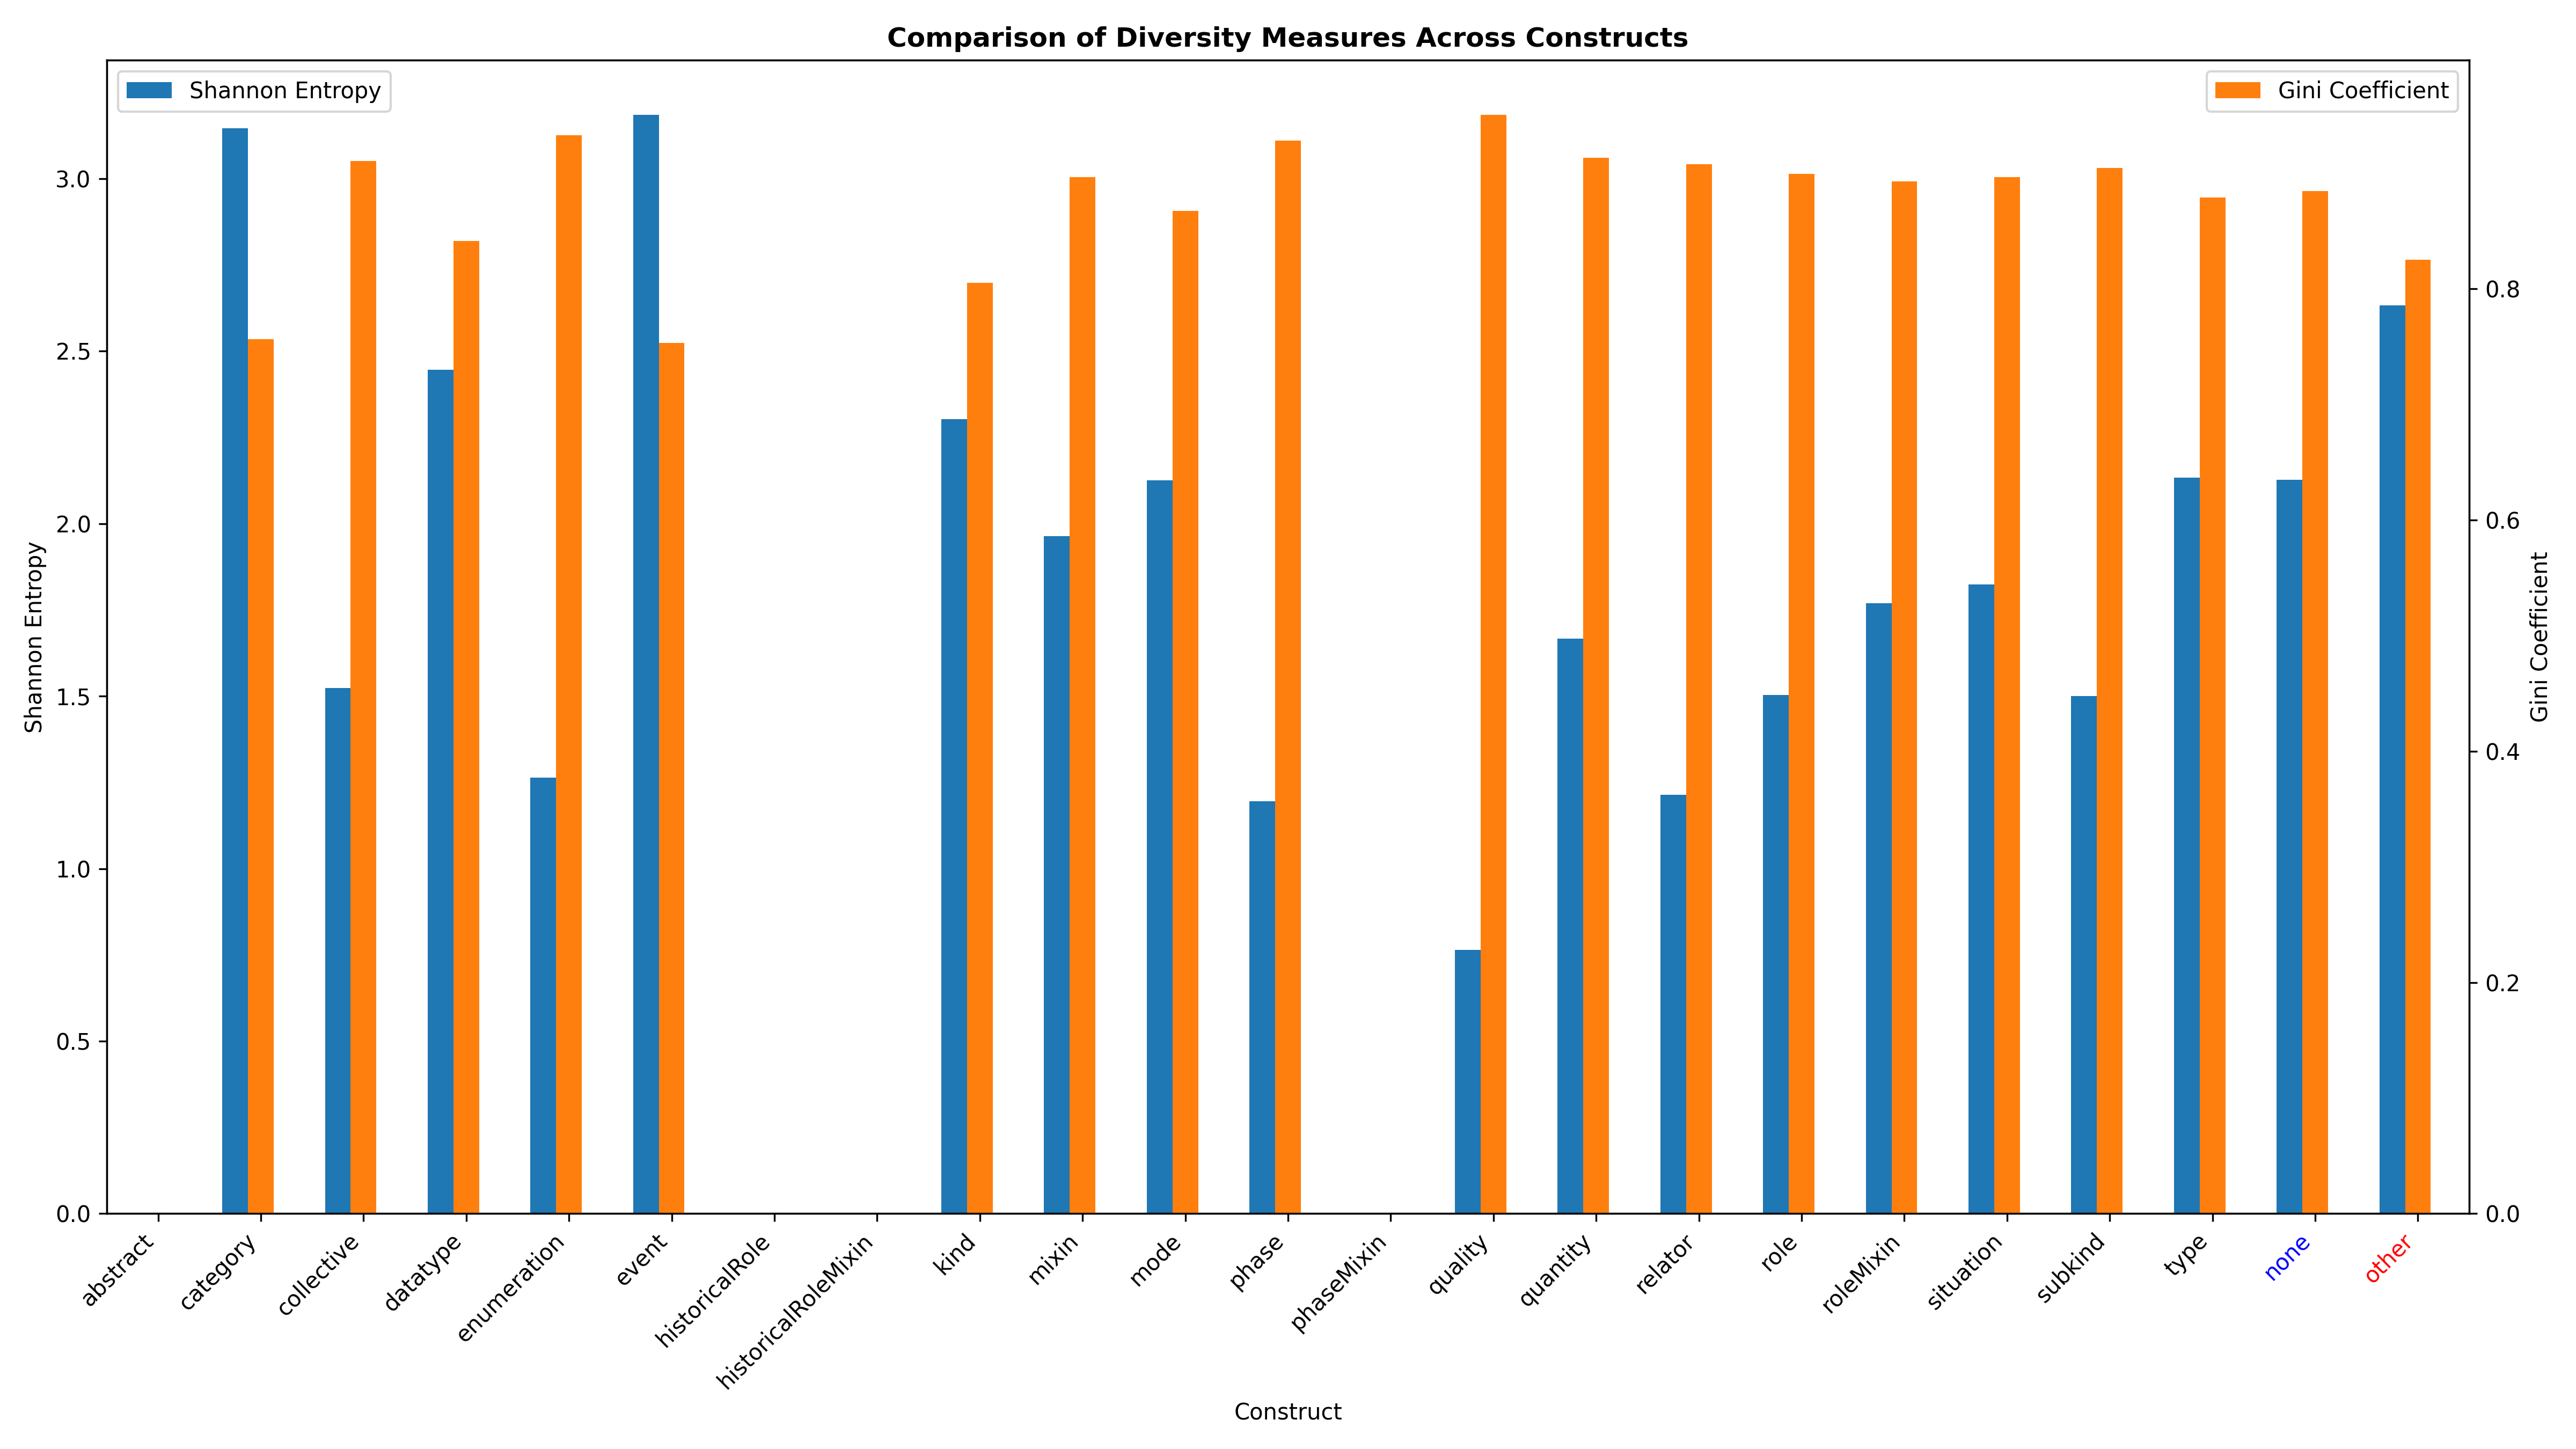 Comparison of Diversity Measures Across Constructs
Shannon Entropy
Gini Coefficient
3.0
2.5
2.0
1.5
1.0
0.5
0.0
Shannon Entropy
0.8
0.6
0.4
0.2
0.0
Gini Coefficient
abstract
category
collective
datatype
enumeration
event
historicalRole
historicalRoleMixin
kind
mixin
mode
phase
phaseMixin
quality
quantity
relator
role
roleMixin
situation
subkind
type
none
other
Construct